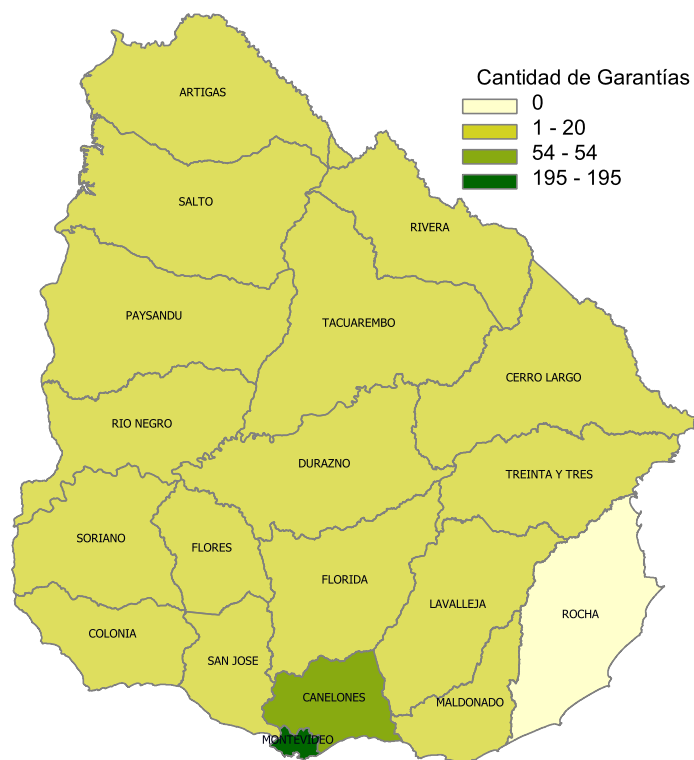 Cantidad de Garantías
0
1 - 20
54 - 54
195 - 195
ARTIGAS
SALTO
RIVERA
PAYSANDU
TACUAREMBO
CERRO LARGO
RIO NEGRO
DURAZNO
TREINTA Y TRES
SORIANO
FLORES
FLORIDA
LAVALLEJA
ROCHA
COLONIA
SAN JOSE
CANELONES
MALDONADO
MONTEVIDEO